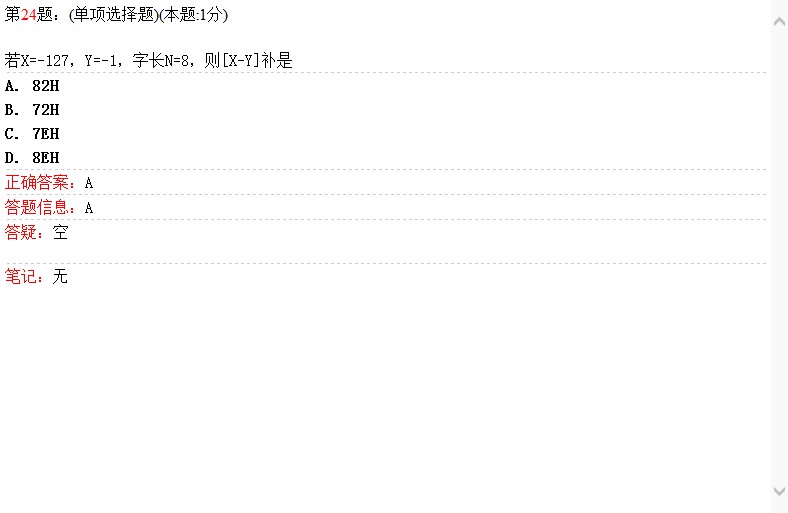 第24题：(单项选择题)(本题:1分)
若X=-127，Y=-1，字长N=8，则[X-Y]补是
A. 82H
B. 72H
C. 7EH
D. 8EH
正确答案：A
答题信息：A
答疑：空
笔记：无